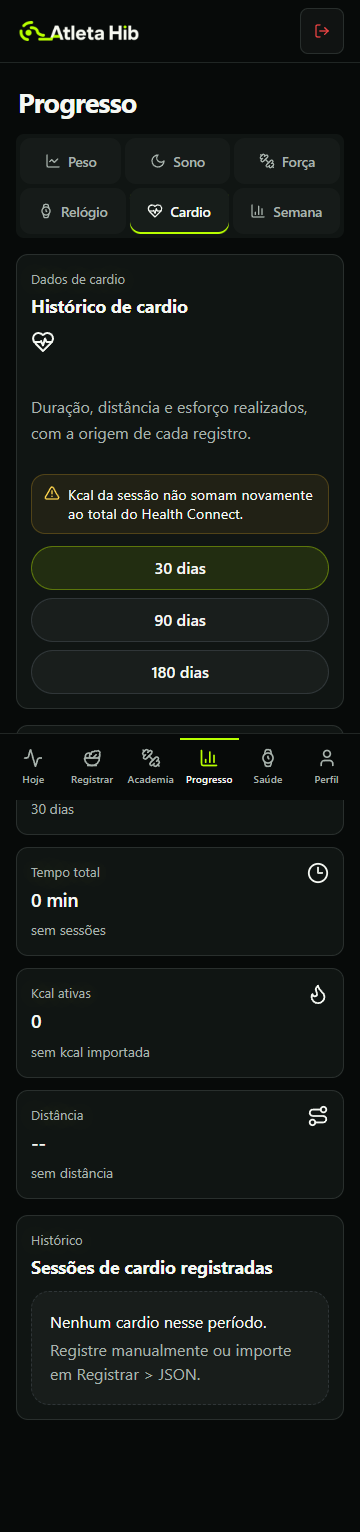 Atleta Hib
Progresso
Peso
Sono
Força
Relógio
Cardio
Semana
Dados de cardio
Histórico de cardio
Duração, distância e esforço realizados,
com a origem de cada registro.
Kcal da sessão não somam novamente
ao total do Health Connect.
30 dias
90 dias
180 dias
Hoje
Registrar
Academia
Progresso
Saúde
Perfil
30 dias
Tempo total
0 min
sem sessões
Kcal ativas
0
sem kcal importada
Distância
--
sem distância
Histórico
Sessões de cardio registradas
Nenhum cardio nesse período.
Registre manualmente ou importe
em Registrar > JSON.